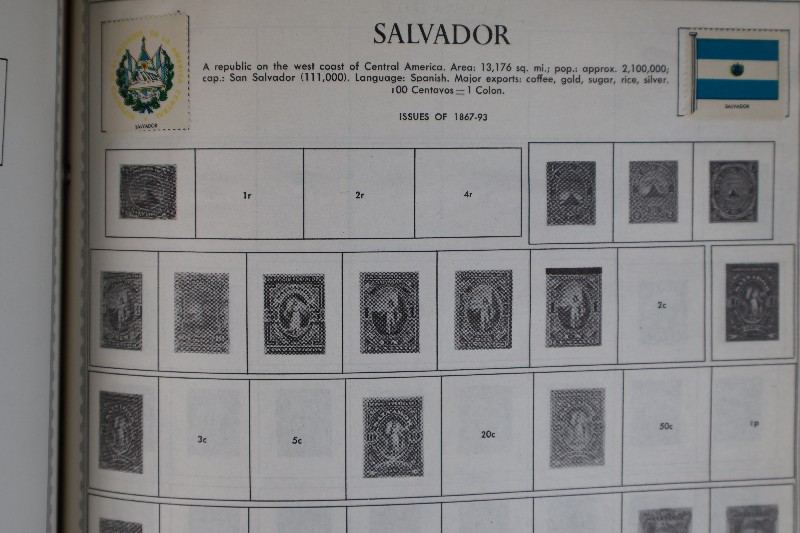 SALVADOR
A republic on the west coast of Central America. Area: 13,176 sq. mi.; pop.: approx. 2,100,000;
cap.: San Salvador (111,000). Language: Spanish. Major exports: coffee, gold, sugar, rice, silver.
100 Centavos = 1 Colon.
ISSUES OF 1867-93
SALVADOR
SALVADOR
1r
2r
4r
2c
3c
5c
20c
50c
1p